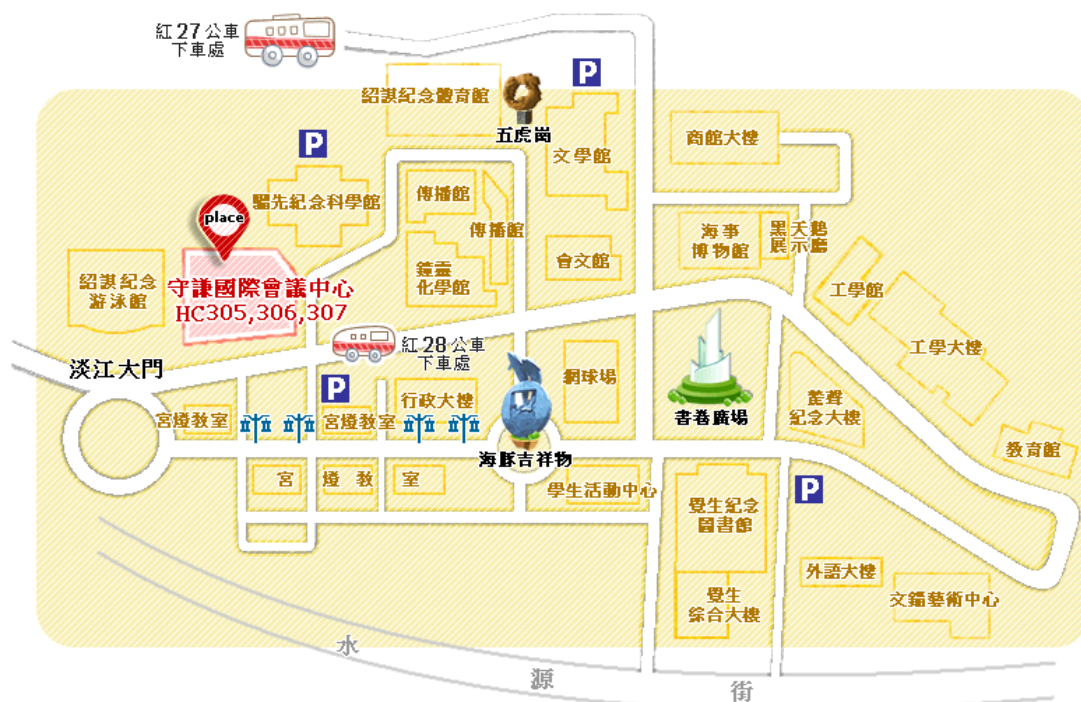 紅27公車
下車處
P
紹謨紀念體育館
五虎崗
P
文學館
商館大樓
驚先紀念科學館
傳播館
傳播館
place
海事
博物館
黑天鵝
展示廳
會文館
鍾靈
化學館
紹謨紀念
游泳館
守謙國際會議中心
HC305,306,307
工學館
工學大樓
紅28公車
下車處
淡江大門
P
網球場
行政大樓
宮燈教室
宮燈教室
書卷廣場
驚聲
紀念大樓
教育館
海豚吉祥物
宮燈教室
學生活動中心
P
覺生紀念
圖書館
外語大樓
覺生
綜合大樓
文錙藝術中心
水源街